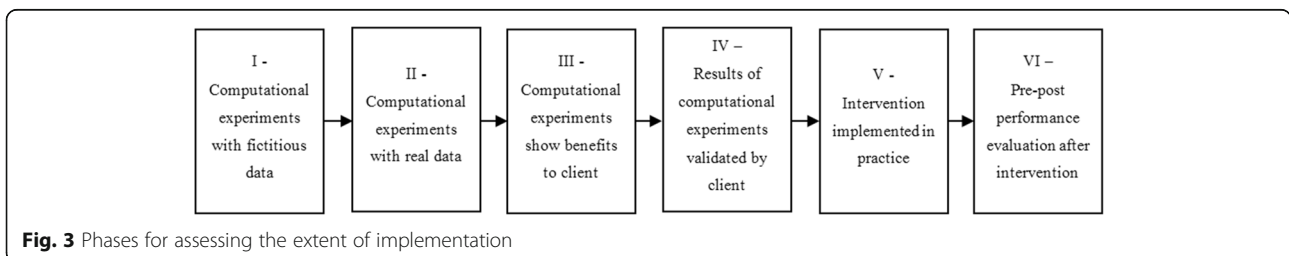 I -
Computational
experiments
with fictitious
data
II -
Computational
experiments
with real data
III -
Computational
experiments
show benefits
to client
IV –
Results of
computational
experiments
validated by
client
V -
Intervention
implemented in
practice
VI –
Pre-post
performance
evaluation after
intervention
Fig. 3 Phases for assessing the extent of implementation